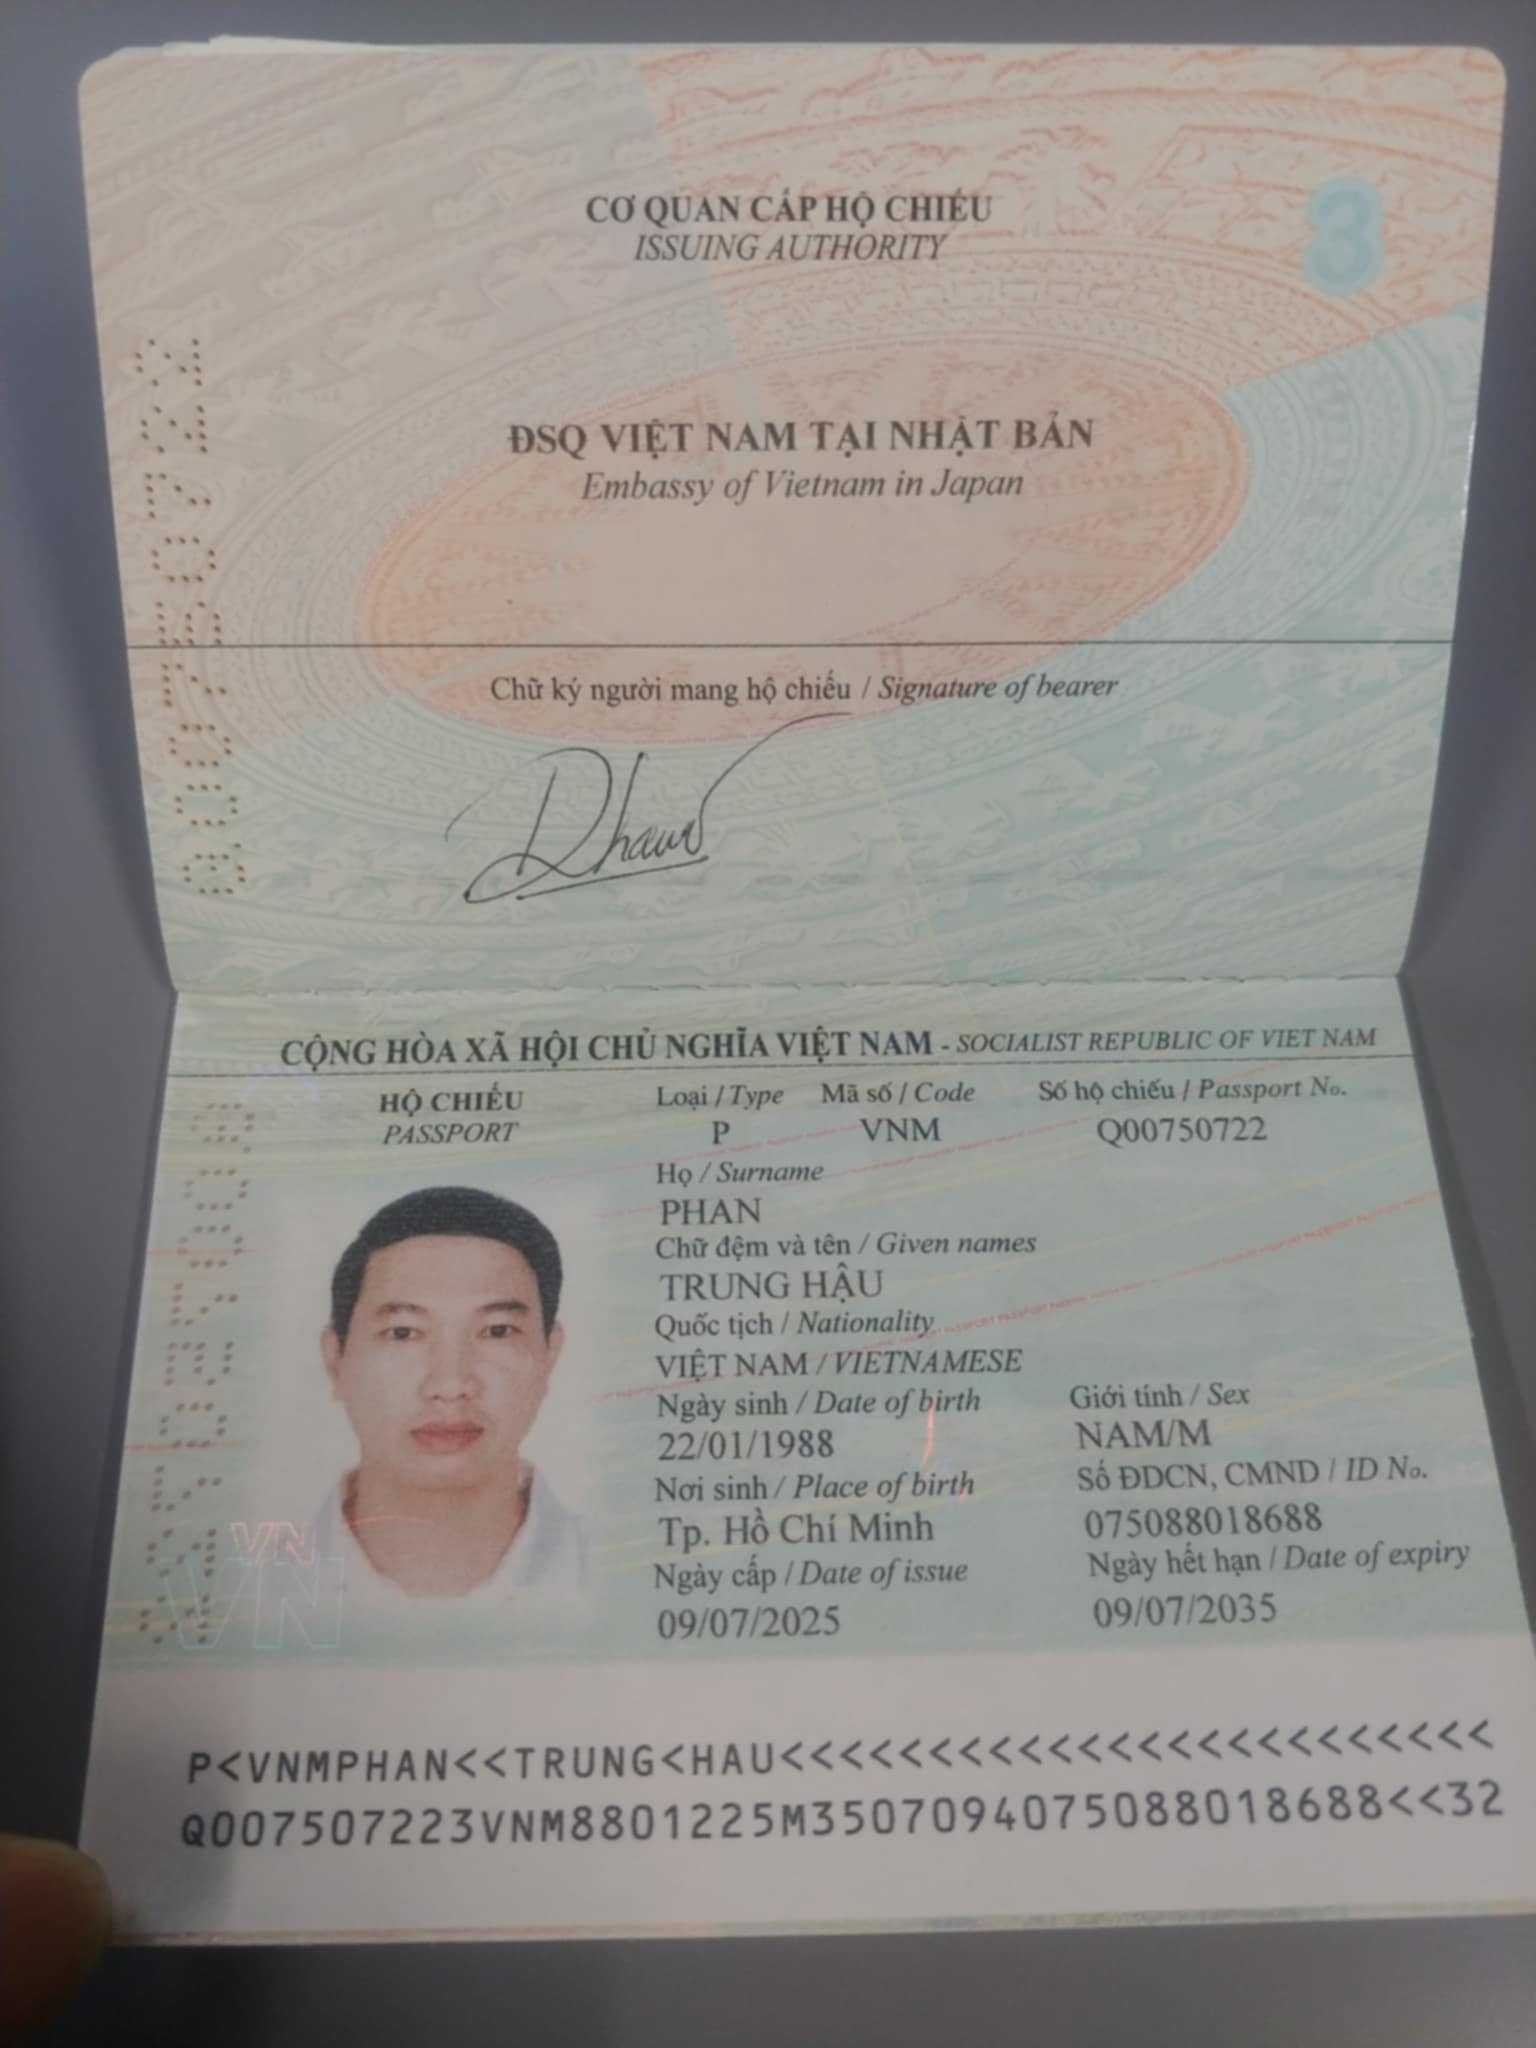 CƠ QUAN CẤP HỘ CHIẾU
ISSUING AUTHORITY
3
ĐSQ VIỆT NAM TẠI NHẬT BẢN
Embassy of Vietnam in Japan
Chữ ký người mang hộ chiếu / Signature of bearer
CỘNG HÒA XÃ HỘI CHỦ NGHĨA VIỆT NAM - SOCIALIST REPUBLIC OF VIET NAM
HỘ CHIẾU
PASSPORT
Loại / Type Mã số / Code Số hộ chiếu / Passport No.
P VNM Q00750722
Họ / Surname
PHAN
Chữ đệm và tên / Given names
TRUNG HẬU
Quốc tịch / Nationality
VIỆT NAM / VIETNAMESE
Ngày sinh / Date of birth Giới tính / Sex
22/01/1988 NAM/M
Nơi sinh / Place of birth Số ĐDCN, CMND / ID No.
Tp. Hồ Chí Minh 075088018688
Ngày cấp / Date of issue Ngày hết hạn / Date of expiry
09/07/2025 09/07/2035
VN
VN
P<VNMPHAN<<TRUNG<HAU<<<<<<<<<<<<<<<<<<<<<<<<
Q007507223VNM8801225M3507094075088018688<<32